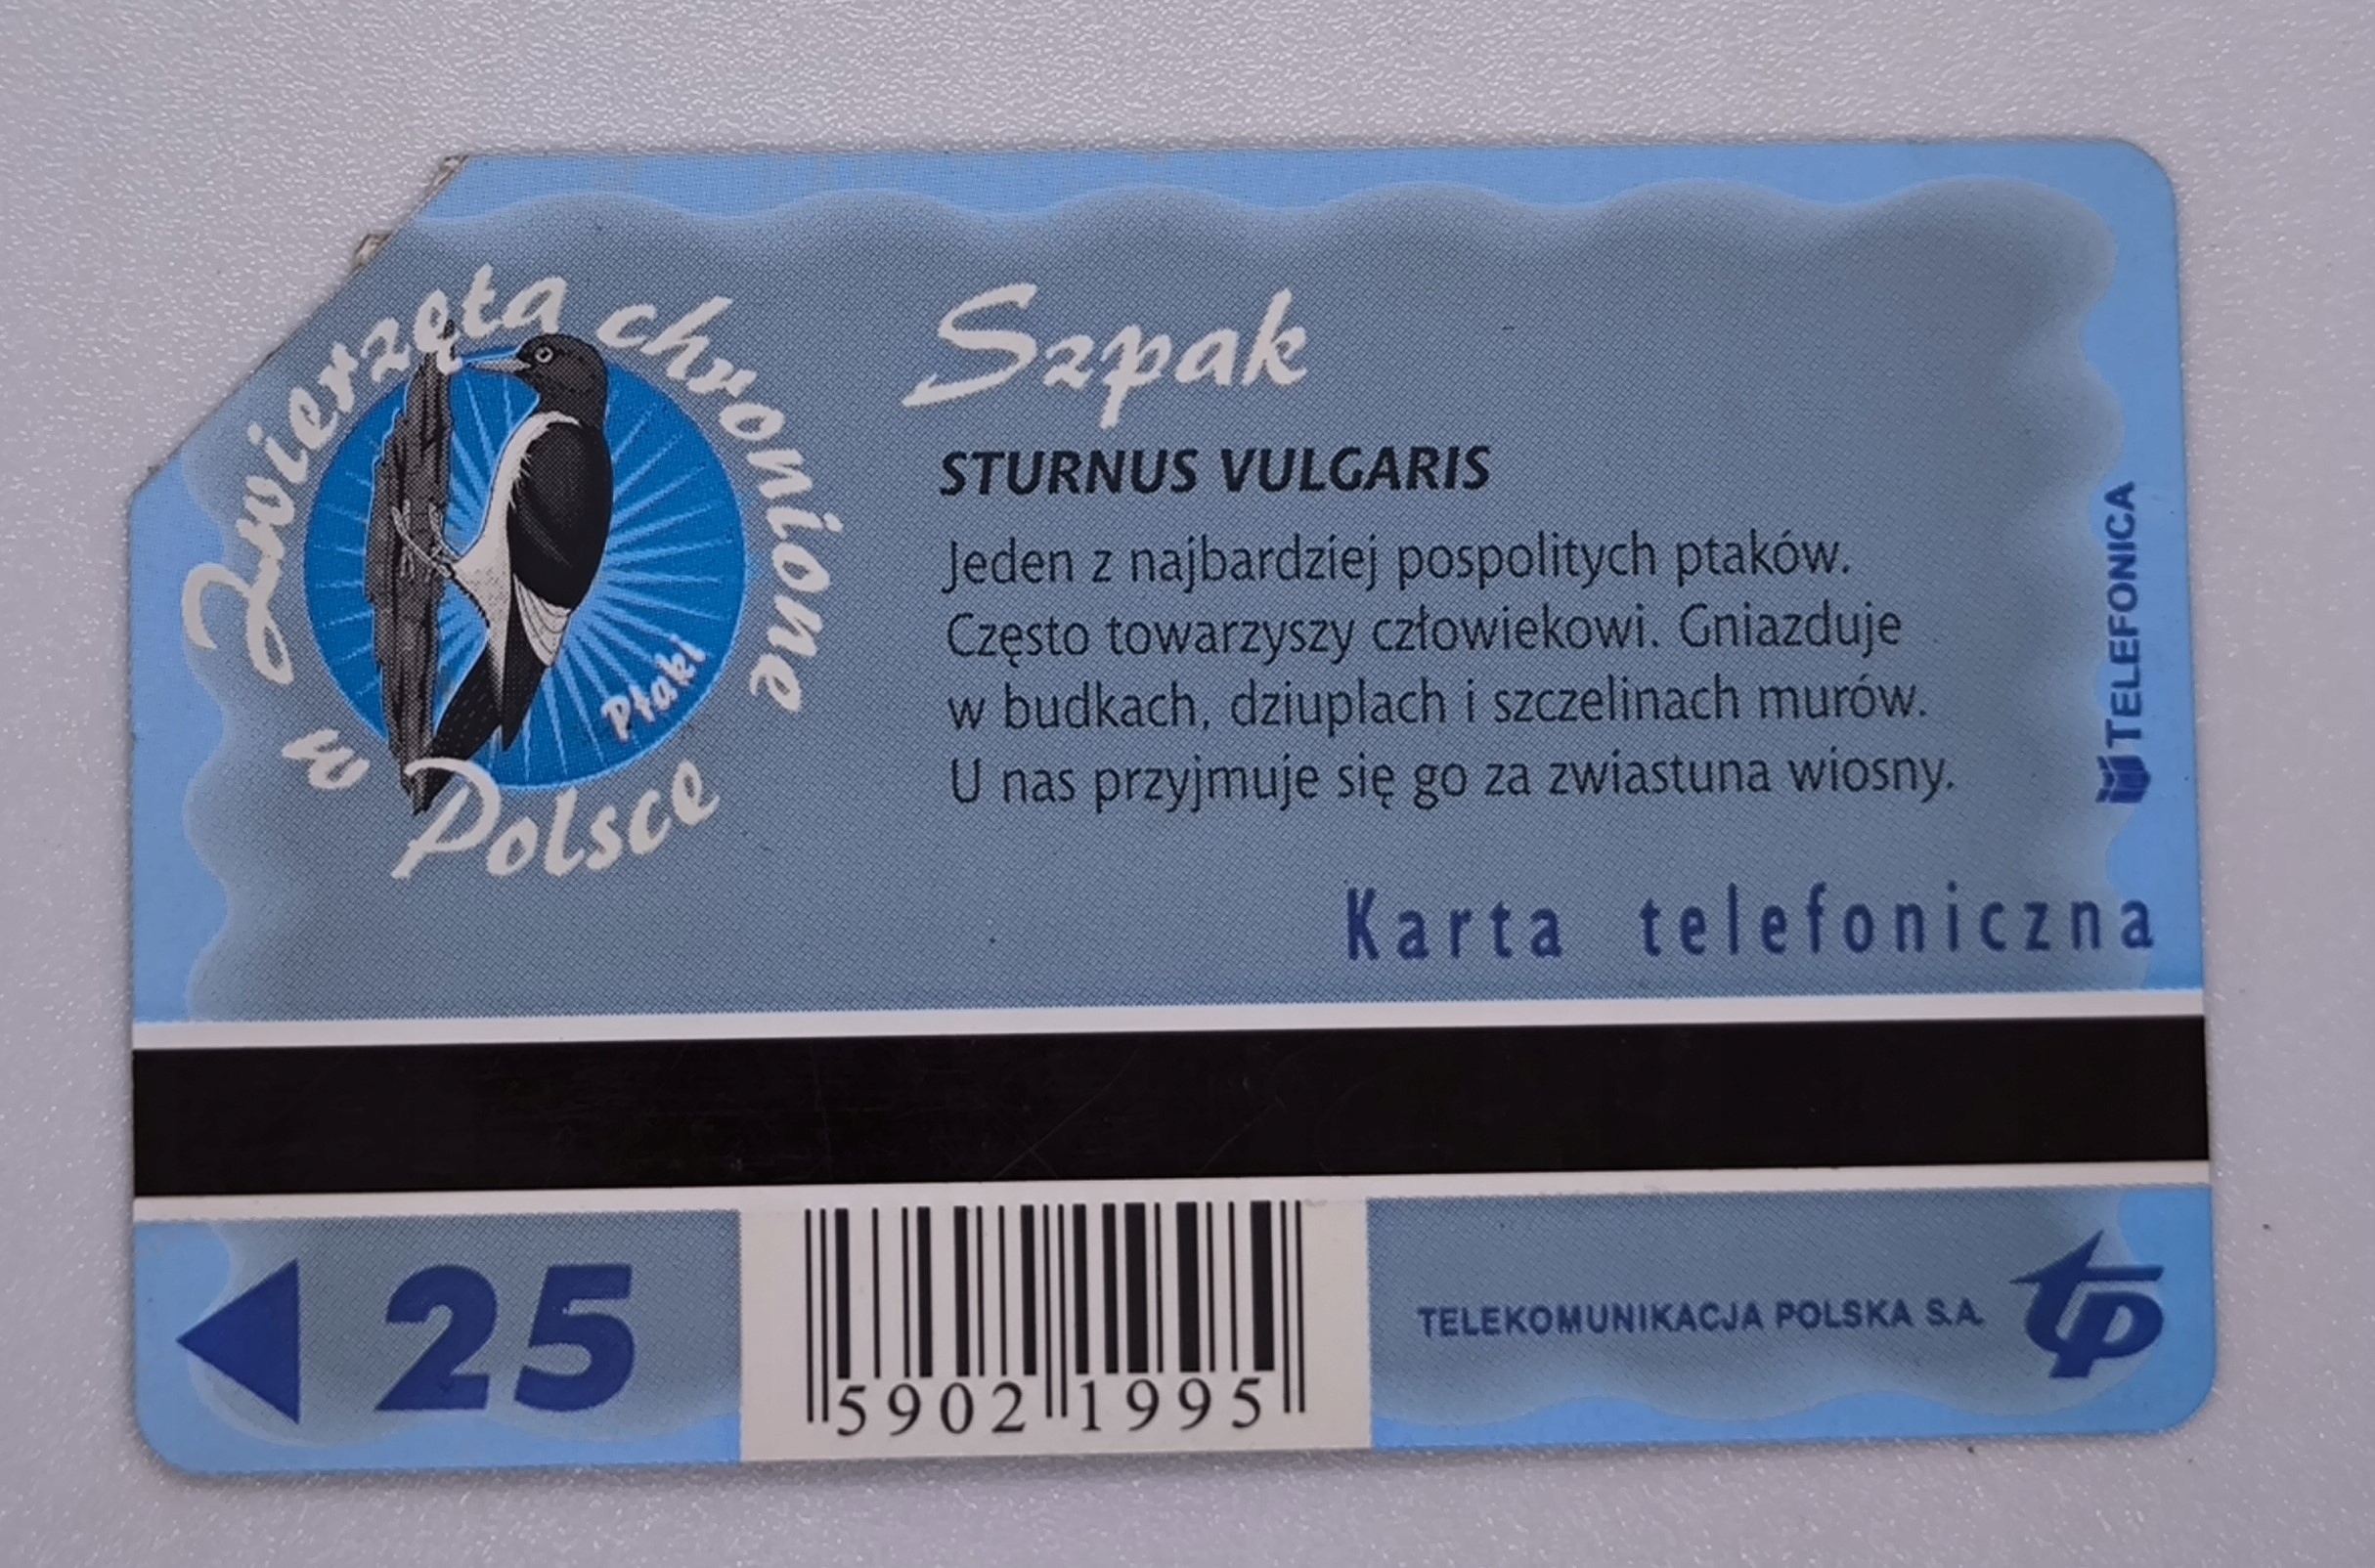 Zwierzęta chronione
w Polsce
Ptaki
Szpak
STURNUS VULGARIS
Jeden z najbardziej pospolitych ptaków.
Często towarzyszy człowiekowi. Gniazduje
w budkach, dziuplach i szczelinach murów.
U nas przyjmuje się go za zwiastuna wiosny.
TELEFONICA
Karta telefoniczna
25
5902 1995
TELEKOMUNIKACJA POLSKA S.A.
tp